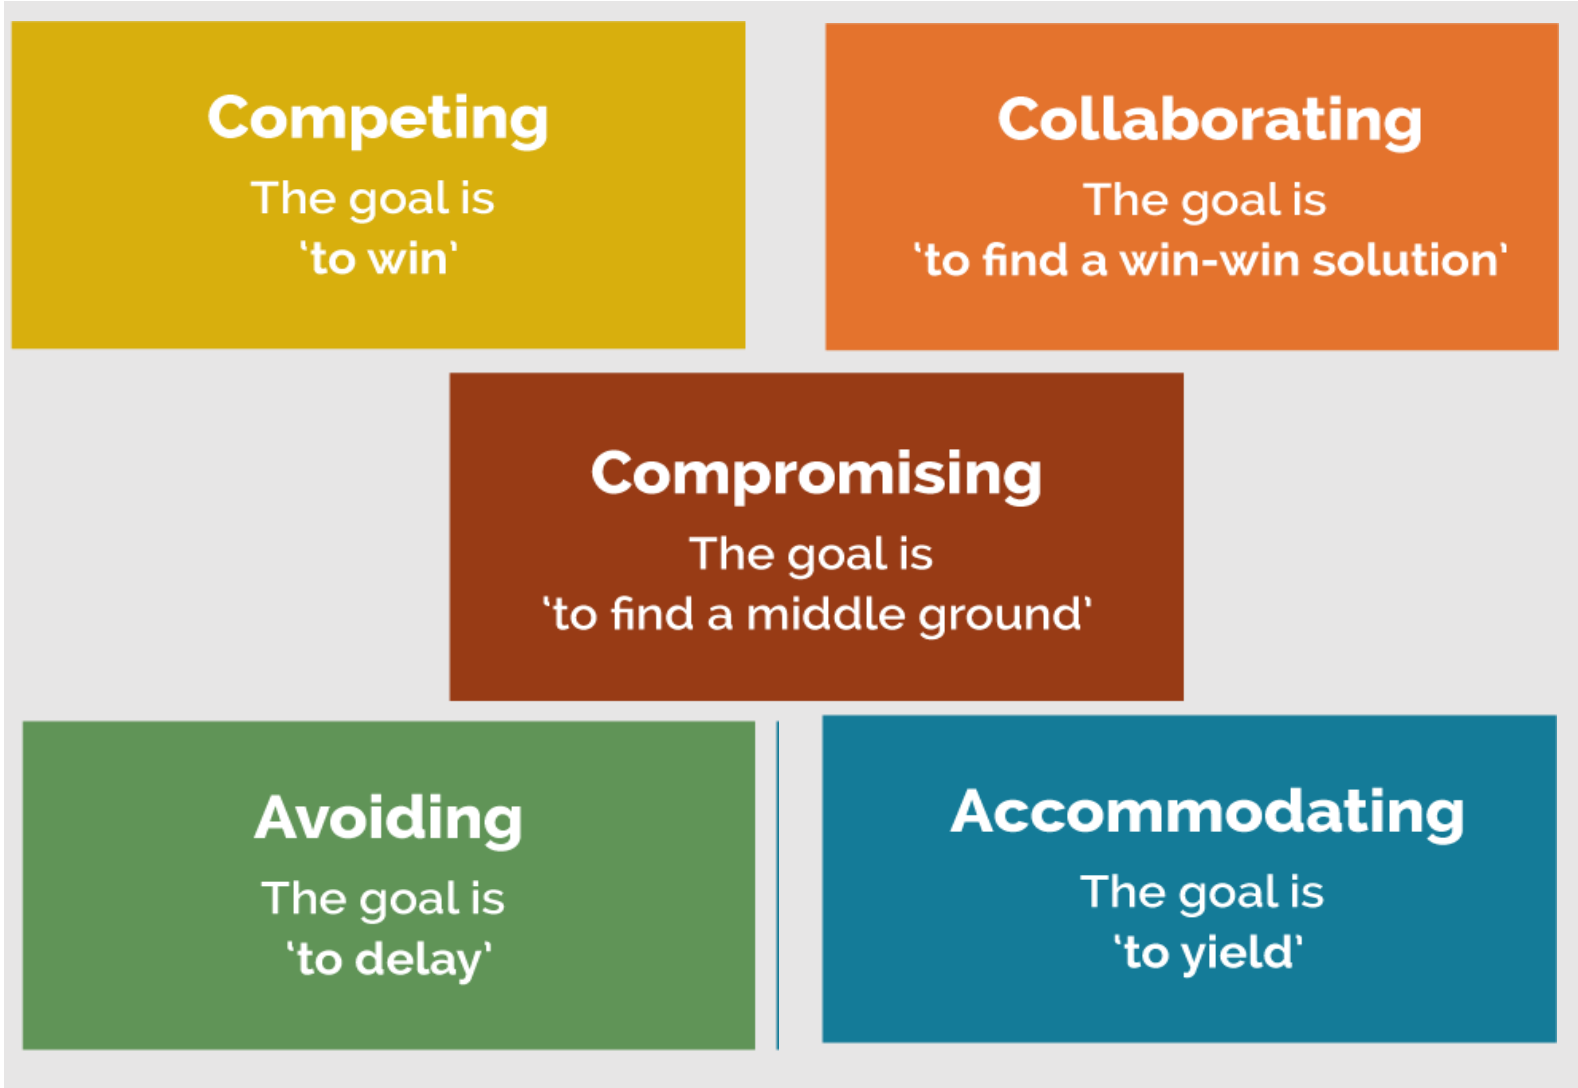 Competing
The goal is
‘to win’
Collaborating
The goal is
‘to find a win-win solution’
Compromising
The goal is
‘to find a middle ground’
Avoiding
The goal is
‘to delay’
Accommodating
The goal is
‘to yield’